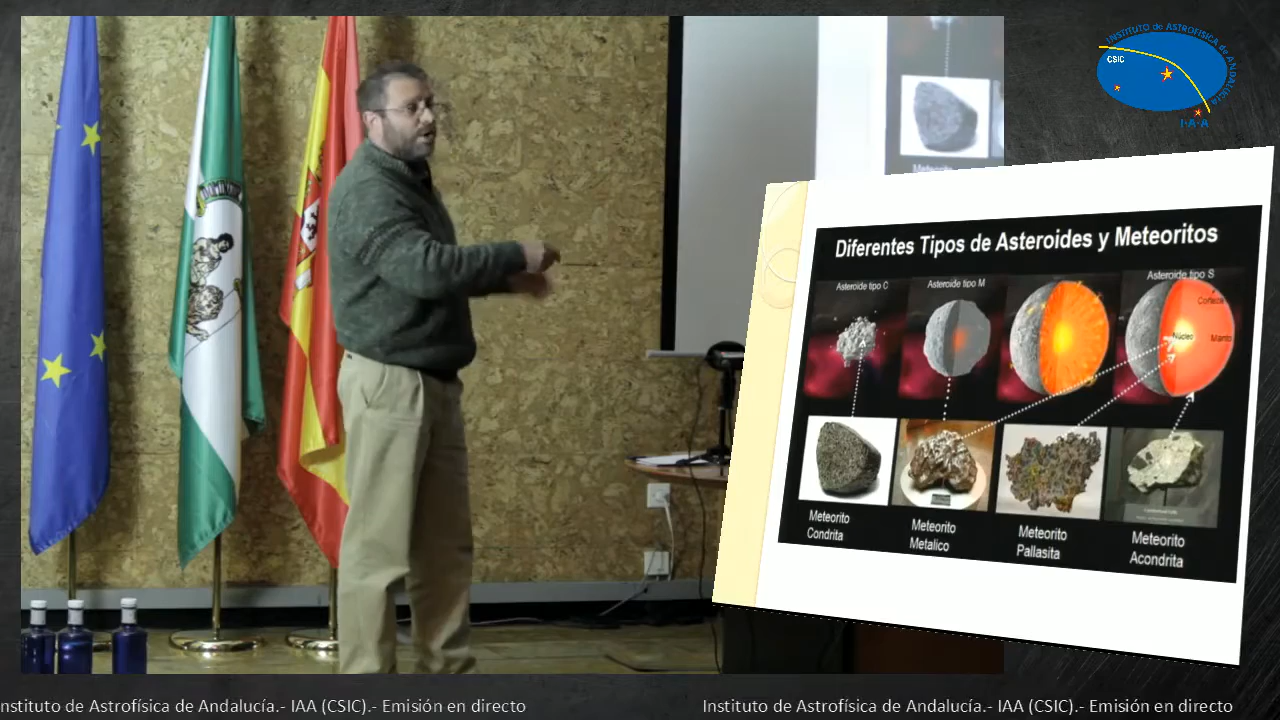 INSTITUTO de ASTROFÍSICA de ANDALUCÍA
CSIC
I·A·A
Diferentes Tipos de Asteroides y Meteoritos
Asteroide tipo C
Asteroide tipo M
Asteroide tipo S
Corteza
Núcleo
Manto
Meteorito
Condrita
Meteorito
Metalico
Meteorito
Pallasita
Meteorito
Acondrita
nstituto de Astrofísica de Andalucía.- IAA (CSIC).- Emisión en directo
Instituto de Astrofísica de Andalucía.- IAA (CSIC).- Emisión en directo